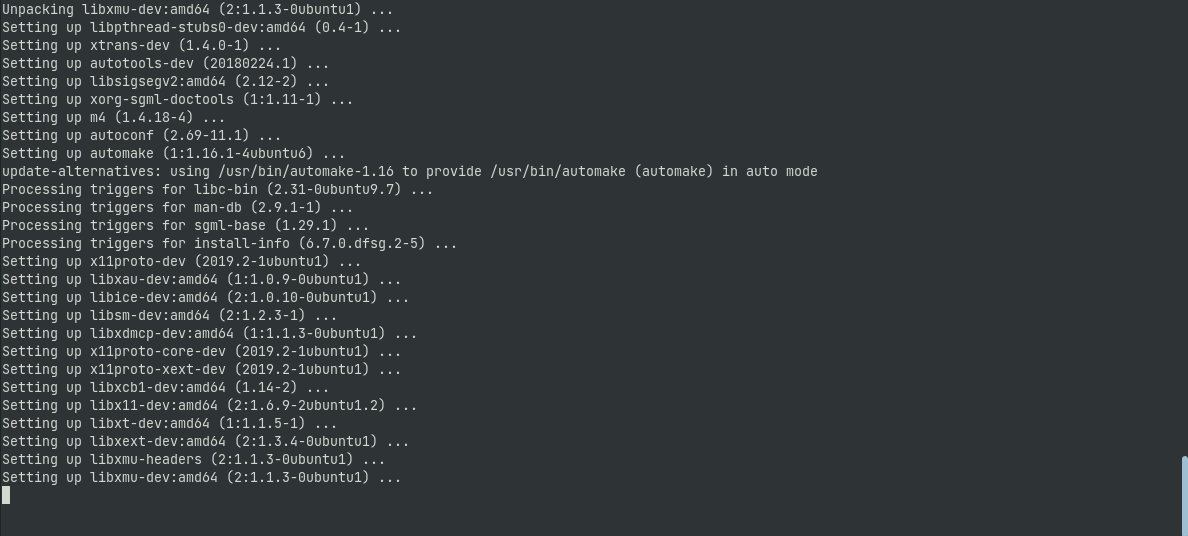 Unpacking libxmu-dev:amd64 (2:1.1.3-0ubuntu1) ...
Setting up libpthread-stubs0-dev:amd64 (0.4-1) ...
Setting up xtrans-dev (1.4.0-1) ...
Setting up autotools-dev (20180224.1) ...
Setting up libsigsegv2:amd64 (2.12-2) ...
Setting up xorg-sgml-doctools (1:1.11-1) ...
Setting up m4 (1.4.18-4) ...
Setting up autoconf (2.69-11.1) ...
Setting up automake (1:1.16.1-4ubuntu6) ...
update-alternatives: using /usr/bin/automake-1.16 to provide /usr/bin/automake (automake) in auto mode
Processing triggers for libc-bin (2.31-0ubuntu9.7) ...
Processing triggers for man-db (2.9.1-1) ...
Processing triggers for sgml-base (1.29.1) ...
Processing triggers for install-info (6.7.0.dfsg.2-5) ...
Setting up x11proto-dev (2019.2-1ubuntu1) ...
Setting up libxau-dev:amd64 (1:1.0.9-0ubuntu1) ...
Setting up libice-dev:amd64 (2:1.0.10-0ubuntu1) ...
Setting up libsm-dev:amd64 (2:1.2.3-1) ...
Setting up libxdmcp-dev:amd64 (1:1.1.3-0ubuntu1) ...
Setting up x11proto-core-dev (2019.2-1ubuntu1) ...
Setting up x11proto-xext-dev (2019.2-1ubuntu1) ...
Setting up libxcb1-dev:amd64 (1.14-2) ...
Setting up libx11-dev:amd64 (2:1.6.9-2ubuntu1.2) ...
Setting up libxt-dev:amd64 (1:1.1.5-1) ...
Setting up libxext-dev:amd64 (2:1.3.4-0ubuntu1) ...
Setting up libxmu-headers (2:1.1.3-0ubuntu1) ...
Setting up libxmu-dev:amd64 (2:1.1.3-0ubuntu1) ...